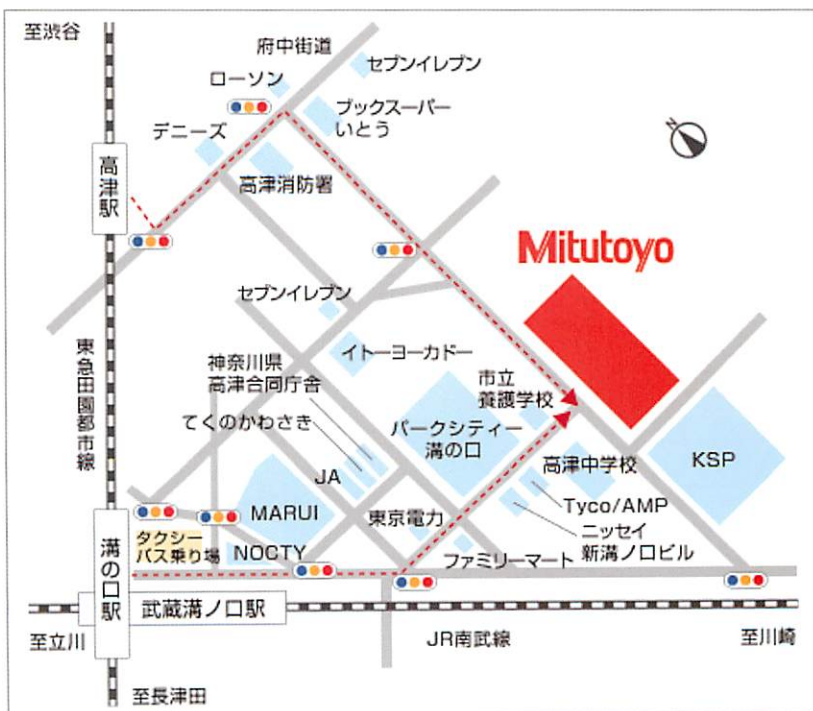 至渋谷
府中街道
セブンイレブン
ローソン
ブックスーパー
いとう
デニーズ
高津駅
高津消防署
N
Mitutoyo
セブンイレブン
東急田園都市線
イトーヨーカドー
神奈川県
高津合同庁舎
市立
養護学校
てくのかわさき
パークシティー
溝の口
高津中学校
KSP
JA
MARUI
東京電力
Tyco/AMP
ニッセイ
新溝ノ口ビル
タクシー
バス乗り場
NOCTY
ファミリーマート
溝の口駅
武蔵溝ノ口駅
至立川
JR南武線
至川崎
至長津田